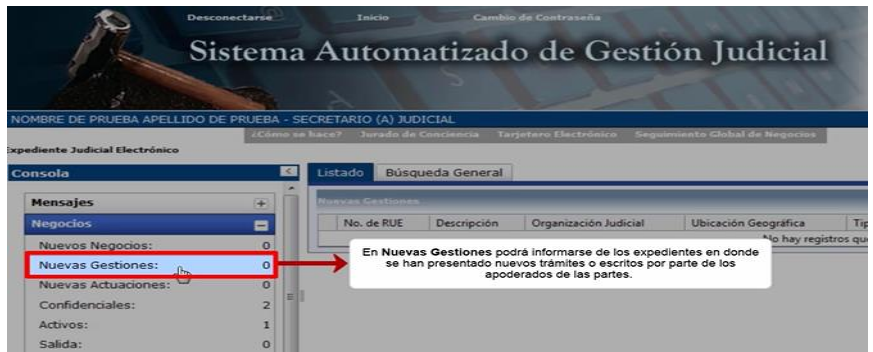 Desconectarse Inicio Cambio de Contraseña
Sistema Automatizado de Gestión Judicial
NOMBRE DE PRUEBA APELLIDO DE PRUEBA - SECRETARIO (A) JUDICIAL
¿Cómo se hace? Jurado de Conciencia Tarjetero Electrónico Seguimiento Global de Negocios
Expediente Judicial Electrónico
Consola
Listado Búsqueda General
Mensajes
Nuevas Gestiones
Negocios
No. de RUE Descripción Organización Judicial Ubicación Geográfica Tip
Nuevos Negocios: 0
No hay registros que
Nuevas Gestiones: 0
En Nuevas Gestiones podrá informarse de los expedientes en donde
se han presentado nuevos trámites o escritos por parte de los
apoderados de las partes.
Nuevas Actuaciones: 0
Confidenciales: 2
Activos: 1
Salida: 0